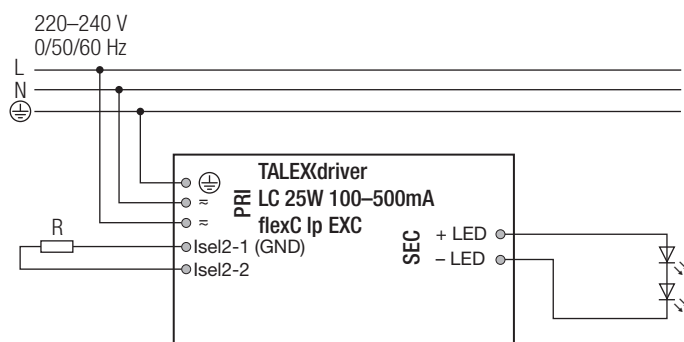 220–240 V
0/50/60 Hz
L
N
PRI
≂
≂
TALEXXdriver
LC 25W 100–500mA
flexC lp EXC
R
Isel2-1 (GND)
Isel2-2
SEC
+ LED
– LED